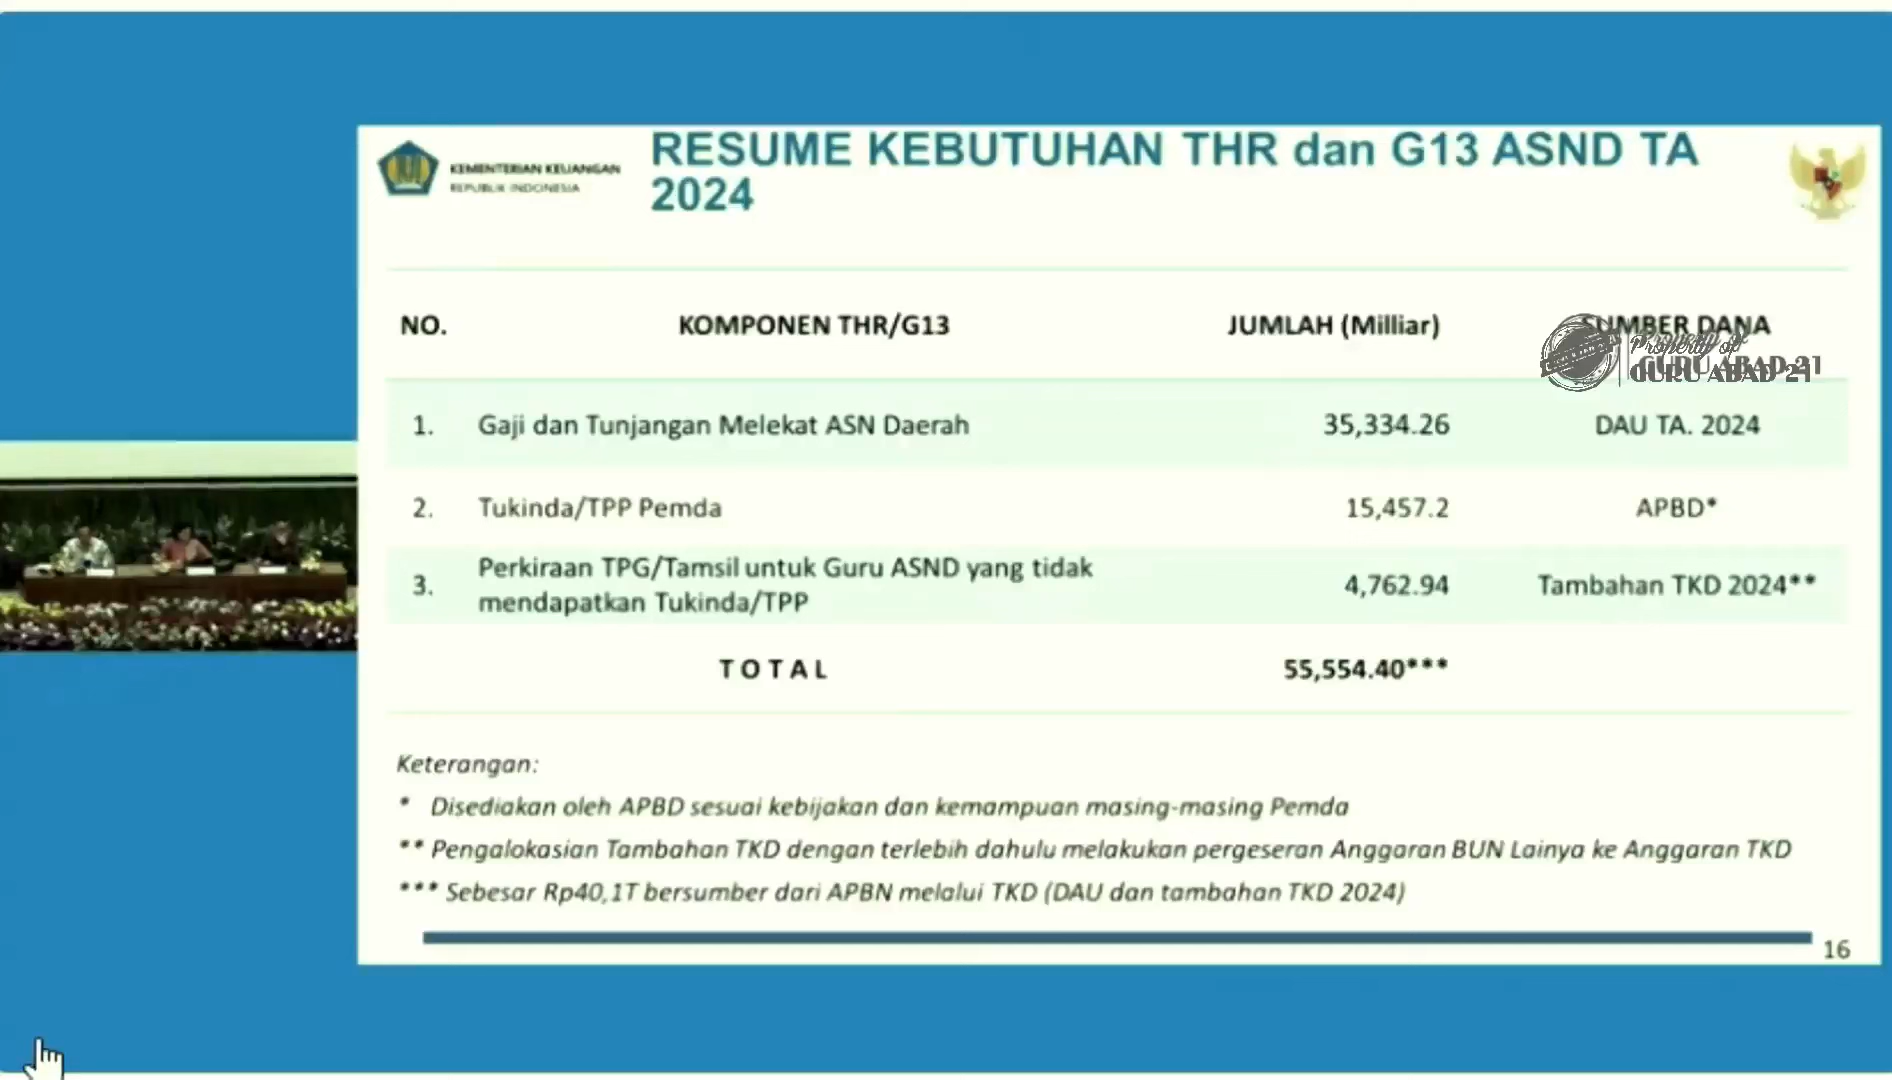 KEMENTERIAN KEUANGAN
REPUBLIK INDONESIA
RESUME KEBUTUHAN THR dan G13 ASND TA
2024
NO. KOMPONEN THR/G13 JUMLAH (Milliar) SUMBER DANA
Property of
GURU ABAD 21
1. Gaji dan Tunjangan Melekat ASN Daerah 35,334.26 DAU TA. 2024
2. Tukinda/TPP Pemda 15,457.2 APBD*
3. Perkiraan TPG/Tamsil untuk Guru ASND yang tidak
mendapatkan Tukinda/TPP 4,762.94 Tambahan TKD 2024**
TOTAL 55,554.40***
Keterangan:
* Disediakan oleh APBD sesuai kebijakan dan kemampuan masing-masing Pemda
** Pengalokasian Tambahan TKD dengan terlebih dahulu melakukan pergeseran Anggaran BUN Lainya ke Anggaran TKD
*** Sebesar Rp40,1T bersumber dari APBN melalui TKD (DAU dan tambahan TKD 2024)
16